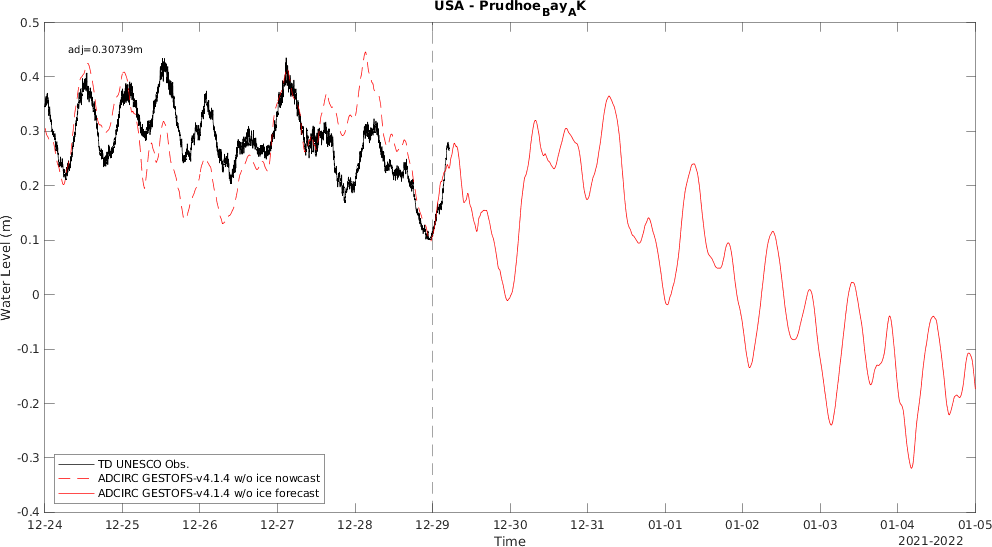 USA - PrudhoeBayAK
adj=0.30739m
0.5
0.4
0.3
0.2
0.1
0
-0.1
-0.2
-0.3
-0.4
Water Level (m)
TD UNESCO Obs.
ADCIRC GESTOFS-v4.1.4 w/o ice nowcast
ADCIRC GESTOFS-v4.1.4 w/o ice forecast
12-24 12-25 12-26 12-27 12-28 12-29 12-30 12-31 01-01 01-02 01-03 01-04 01-05
Time
2021-2022